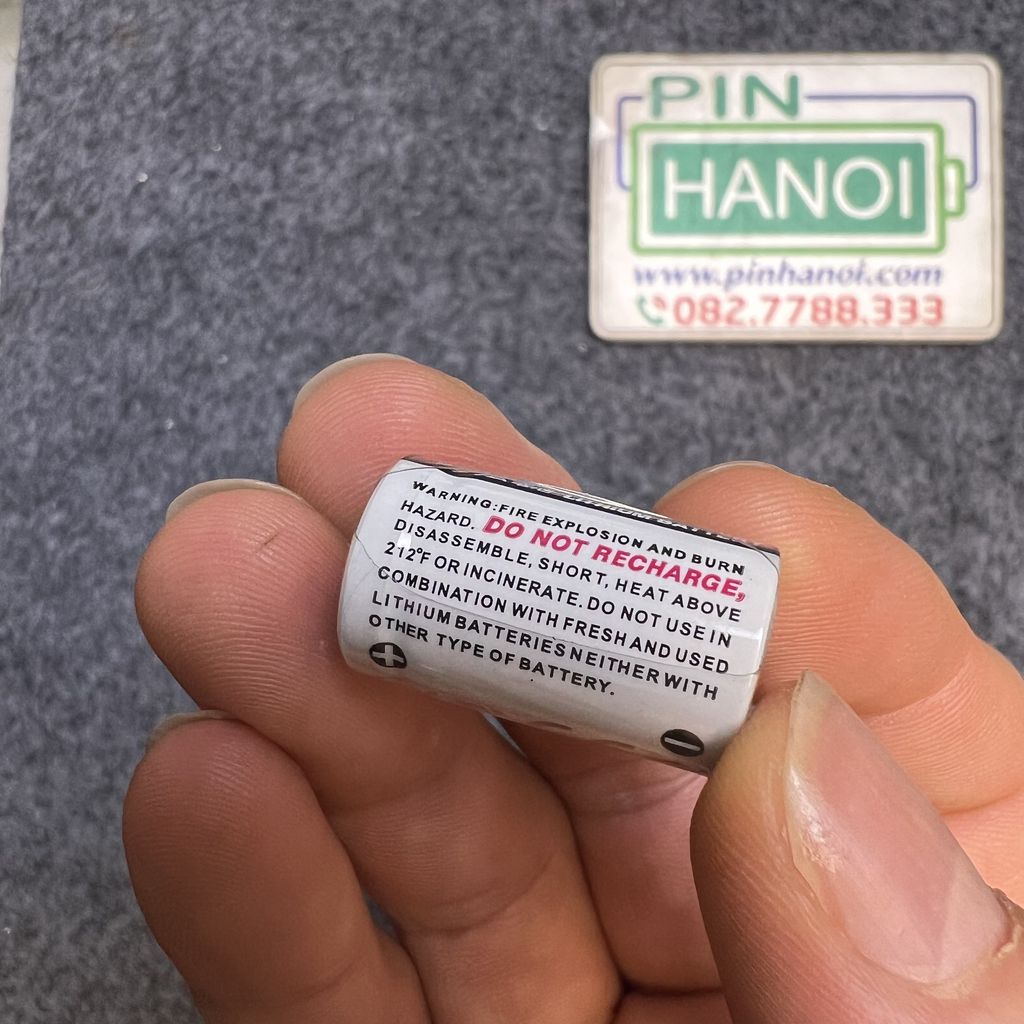 PIN
HANOI
www.pinhanoi.com
082.7788.333
WARNING:FIRE EXPLOSION AND BURN
HAZARD. DO NOT RECHARGE,
DISASSEMBLE, SHORT, HEAT ABOVE
212°F OR INCINERATE. DO NOT USE IN
COMBINATION WITH FRESH AND USED
LITHIUM BATTERIES NEITHER WITH
OTHER TYPE OF BATTERY.